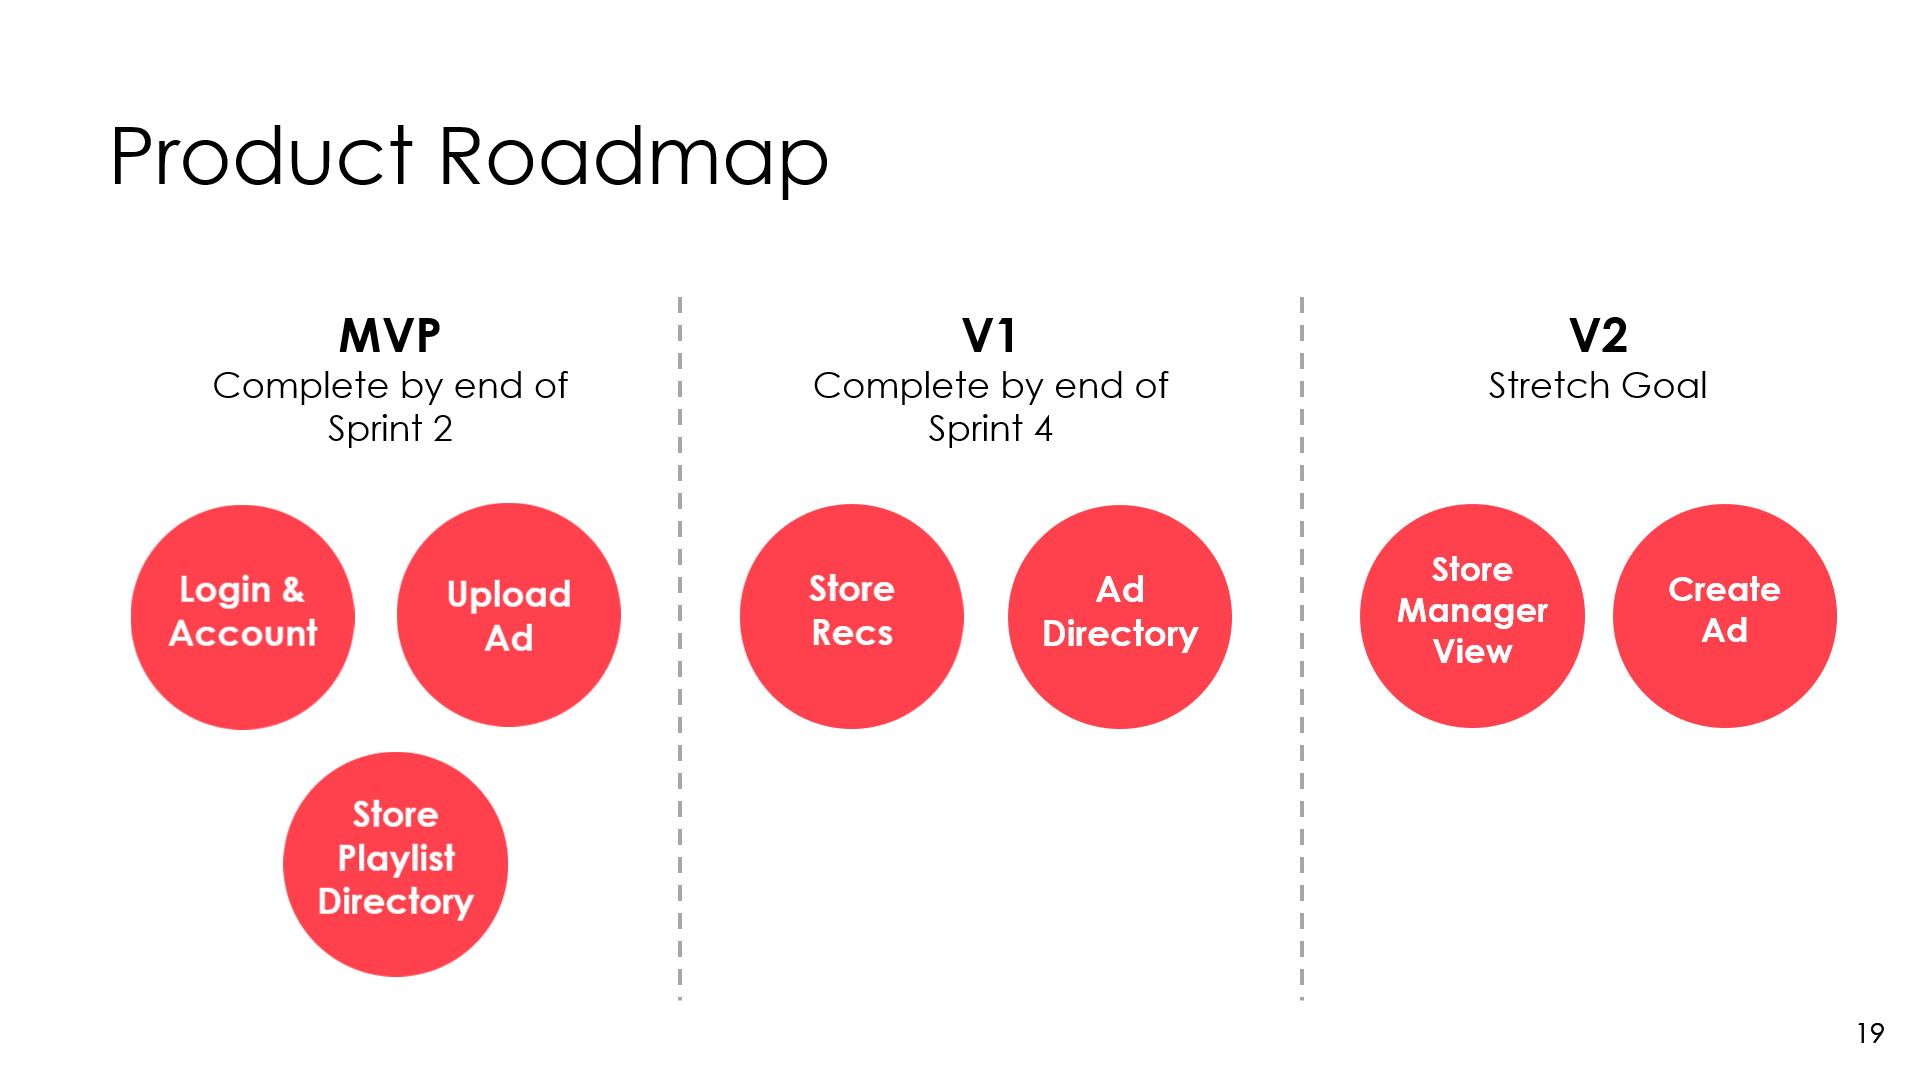 Product Roadmap
MVP
Complete by end of
Sprint 2
Login &
Account
Upload
Ad
Store
Playlist
Directory
V1
Complete by end of
Sprint 4
Store
Recs
Ad
Directory
V2
Stretch Goal
Store
Manager
View
Create
Ad
19